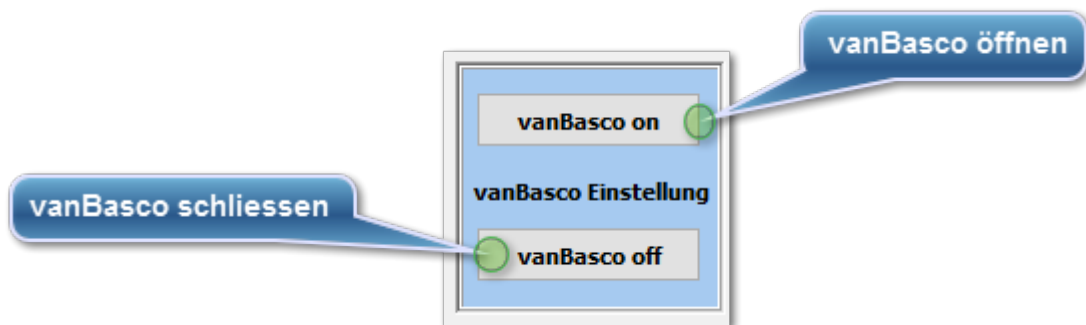 vanBasco öffnen
vanBasco on
vanBasco Einstellung
vanBasco schliessen
vanBasco off